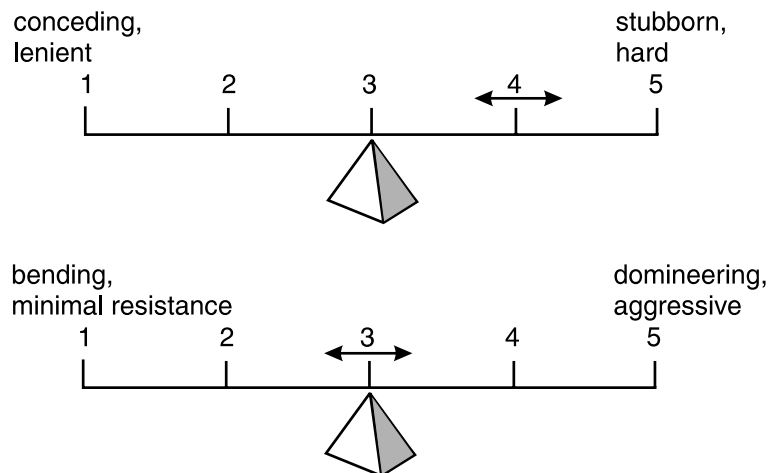 conceding,
lenient
stubborn,
hard
1 2 3 4 5
bending,
minimal resistance
domineering,
aggressive
1 2 3 4 5